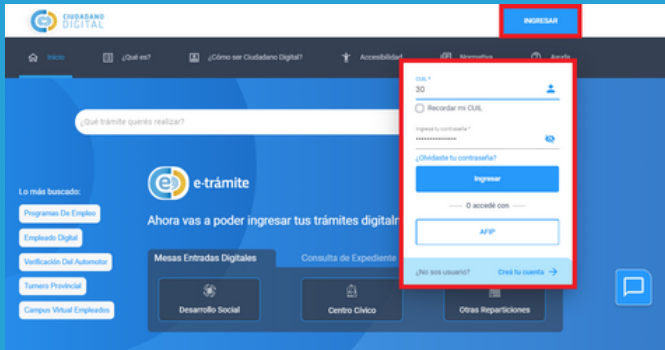 CIUDADANO
DIGITAL
INGRESAR
Inicio
¿Qué es?
¿Cómo ser Ciudadano Digital?
Accesibilidad
Normativa
Ayuda
CUIL *
30
Recordar mi CUIL
Ingrese tu contraseña *
¿Olvidaste tu contraseña?
Ingresar
O accedé con
AFIP
¿No sos usuario?
Creá tu cuenta
¿Qué trámite querés realizar?
e-trámite
Ahora vas a poder ingresar tus trámites digitalr
Lo más buscado:
Programas De Empleo
Empleado Digital
Verificación Del Automotor
Turnero Provincial
Campus Virtual Empleados
Mesas Entradas Digitales
Consulta de Expediente
Desarrollo Social
Centro Cívico
Otras Reparticiones